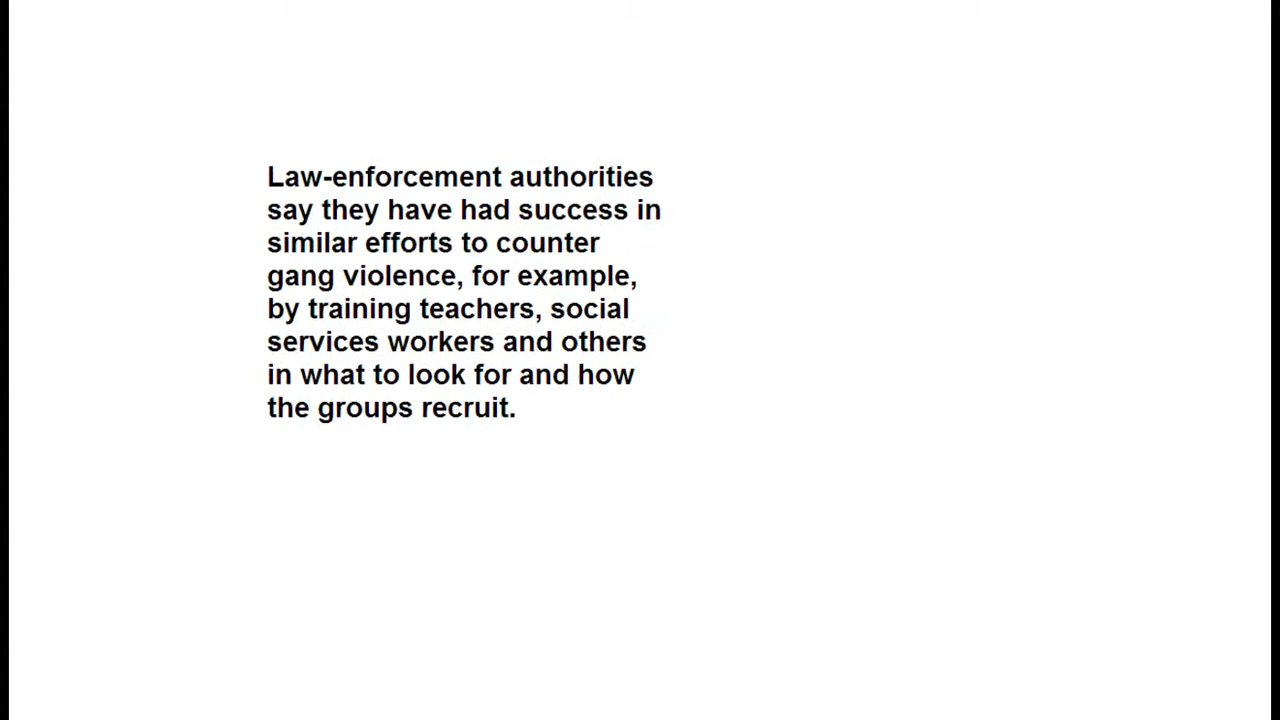 Law-enforcement authorities
say they have had success in
similar efforts to counter
gang violence, for example,
by training teachers, social
services workers and others
in what to look for and how
the groups recruit.